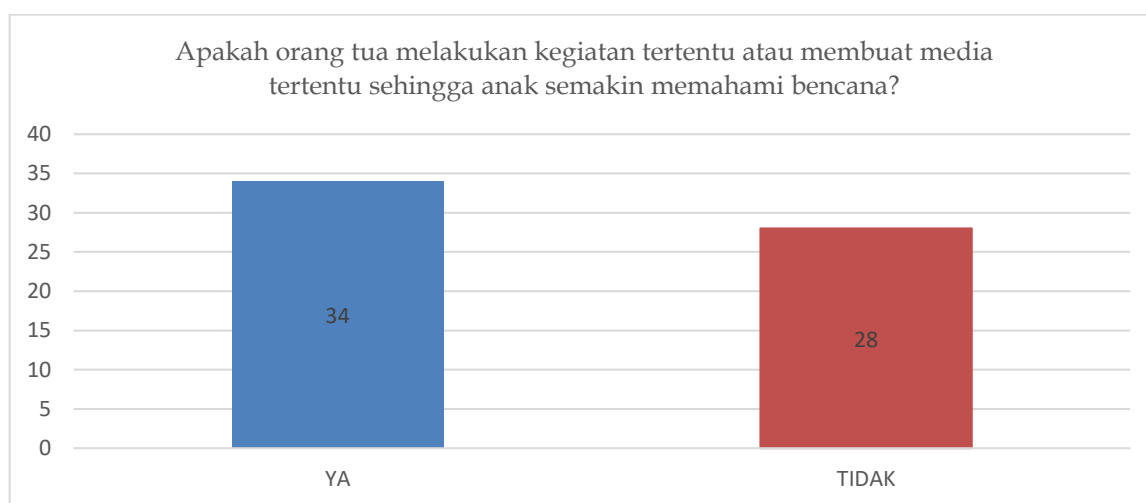 Apakah orang tua melakukan kegiatan tertentu atau membuat media
tertentu sehingga anak semakin memahami bencana?
40
35
30
25
20
15
10
5
0
34
28
YA
TIDAK